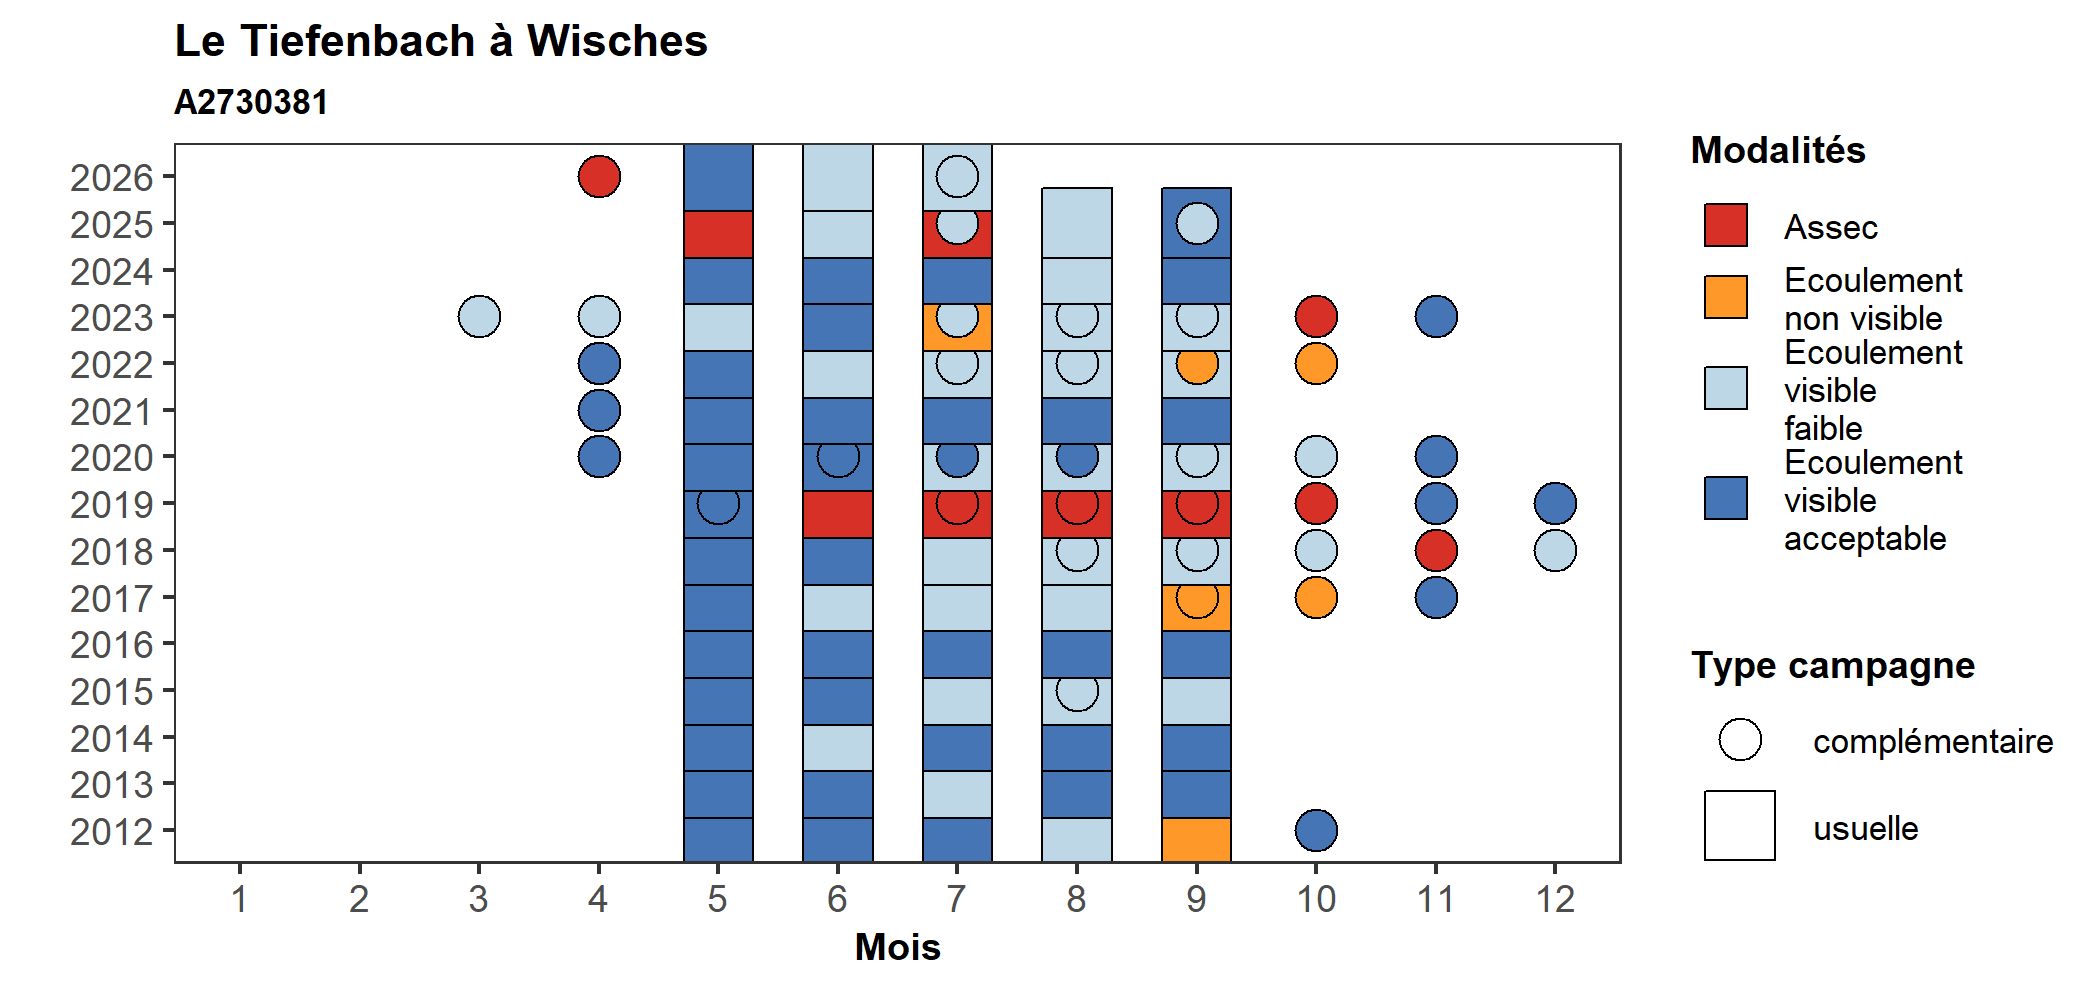 Le Tiefenbach à Wisches
A2730381
2026
2025
2024
2023
2022
2021
2020
2019
2018
2017
2016
2015
2014
2013
2012
1 2 3 4 5 6 7 8 9 10 11 12
Mois
Modalités
Assec
Ecoulement
non visible
Ecoulement
visible
faible
Ecoulement
visible
acceptable
Type campagne
complémentaire
usuelle